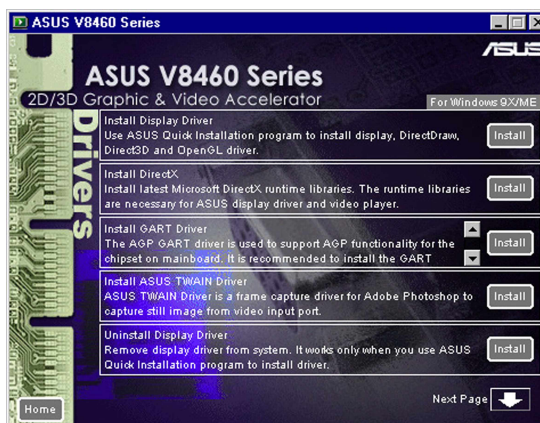 ASUS V8460 Series
ASUS
ASUS V8460 Series
2D/3D Graphic & Video Accelerator
For Windows 9X/ME
Drivers
Install Display Driver
Use ASUS Quick Installation program to install display, DirectDraw,
Direct3D and OpenGL driver.
Install
Install DirectX
Install latest Microsoft DirectX runtime libraries. The runtime libraries
are necessary for ASUS display driver and video player.
Install
Install GART Driver
The AGP GART driver is used to support AGP functionality for the
chipset on mainboard. It is recommended to install the GART
Install
Install ASUS TWAIN Driver
ASUS TWAIN Driver is a frame capture driver for Adobe Photoshop to
capture still image from video input port.
Install
Uninstall Display Driver
Remove display driver from system. It works only when you use ASUS
Quick Installation program to install driver.
Install
Next Page
Home